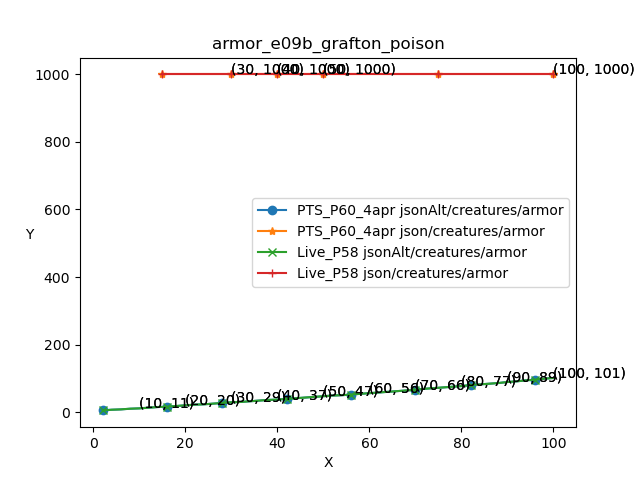 armor_e09b_grafton_poison
1000
800
600
400
200
0
Y
(30, 1000)
(40, 1000)
(50, 1000)
(100, 1000)
PTS_P60_4apr jsonAlt/creatures/armor
PTS_P60_4apr json/creatures/armor
Live_P58 jsonAlt/creatures/armor
Live_P58 json/creatures/armor
(10, 11)
(20, 20)
(30, 29)
(40, 37)
(50, 47)
(60, 56)
(70, 66)
(80, 77)
(90, 89)
(100, 101)
0 20 40 60 80 100
X